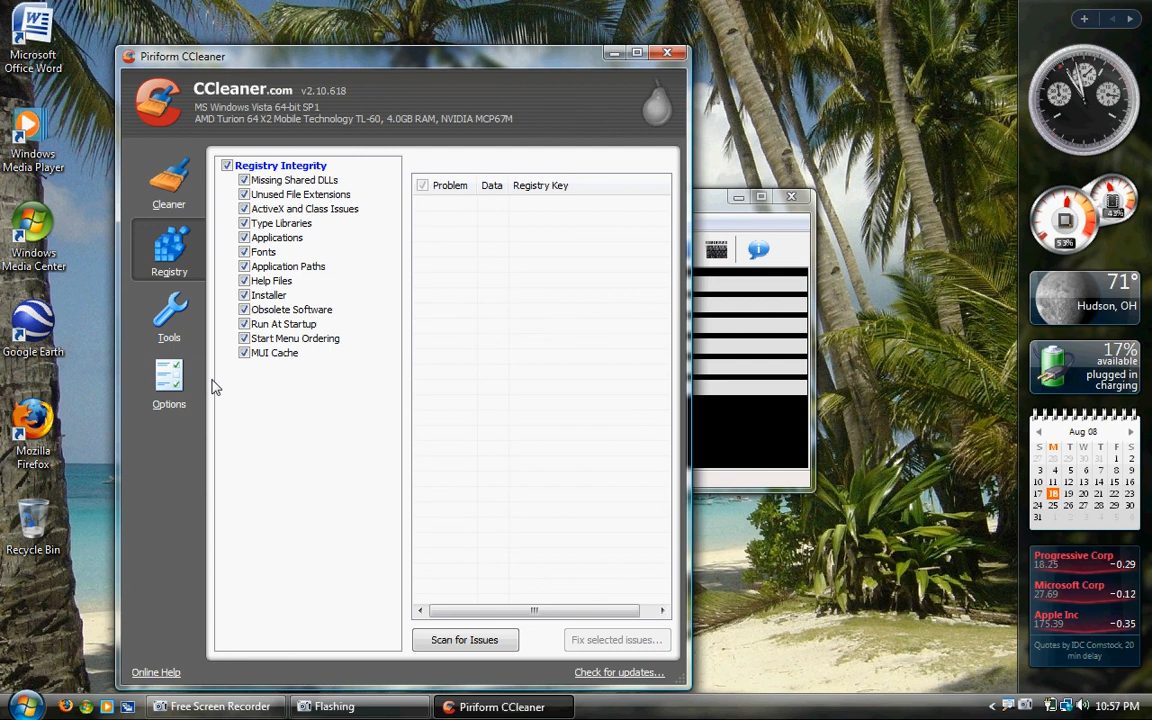 Microsoft
Office Word
Windows
Media Player
Windows
Media Center
Google Earth
Mozilla
Firefox
Recycle Bin
Piriform CCleaner
CCleaner.com v2.10.618
MS Windows Vista 64-bit SP1
AMD Turion 64 X2 Mobile Technology TL-60, 4.0GB RAM, NVIDIA MCP67M
Cleaner
Registry
Tools
Options
Registry Integrity
Missing Shared DLLs
Unused File Extensions
ActiveX and Class Issues
Type Libraries
Applications
Fonts
Application Paths
Help Files
Installer
Obsolete Software
Run At Startup
Start Menu Ordering
MUI Cache
Problem Data Registry Key
Scan for Issues Fix selected issues...
Online Help Check for updates...
43%
53%
71°
Hudson, OH
17%
available
plugged in
charging
Aug 08
S M T W T F S
27 28 29 30 31 1 2
3 4 5 6 7 8 9
10 11 12 13 14 15 16
17 18 19 20 21 22 23
24 25 26 27 28 29 30
31 1 2 3 4 5 6
Progressive Corp
18.25 -0.29
Microsoft Corp
27.69 -0.12
Apple Inc
175.39 -0.35
Quotes by IDC Comstock, 20
min delay
Free Screen Recorder Flashing Piriform CCleaner 10:57 PM